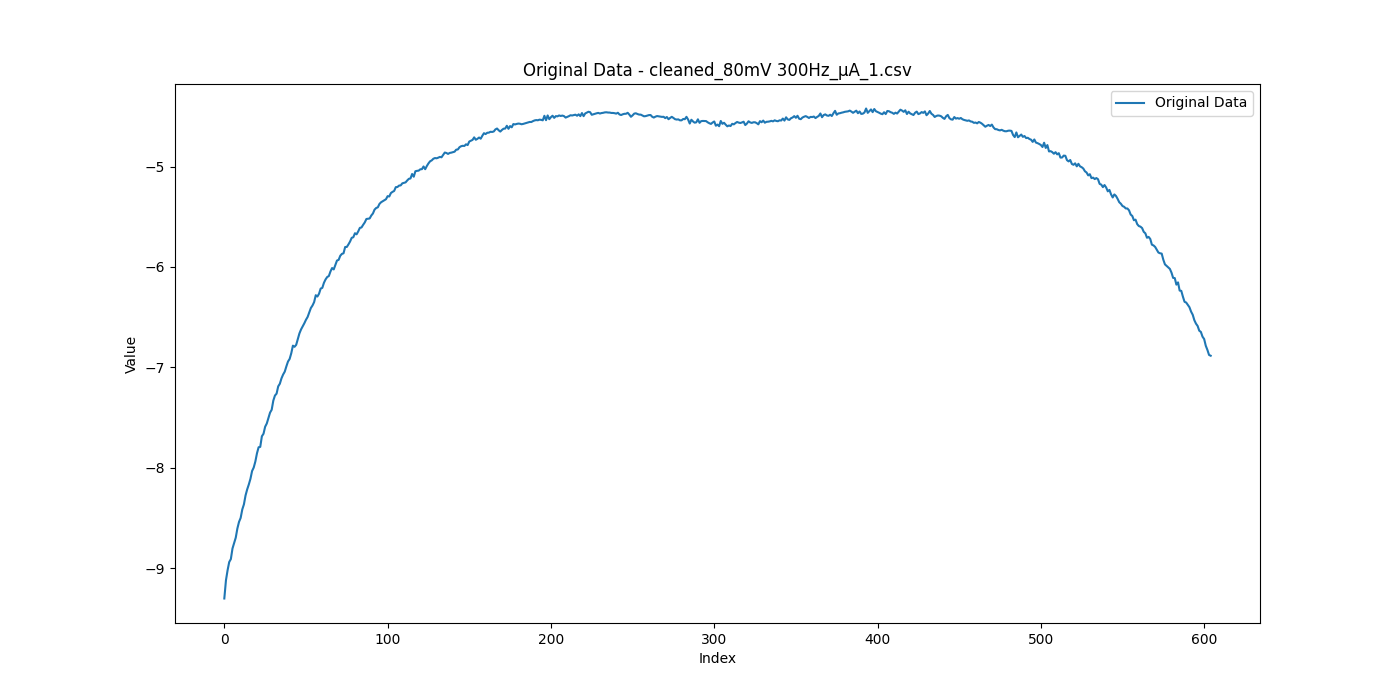 Original Data - cleaned_80mV 300Hz_μA_1.csv
Original Data
Value
−5
−6
−7
−8
−9
0 100 200 300 400 500 600
Index